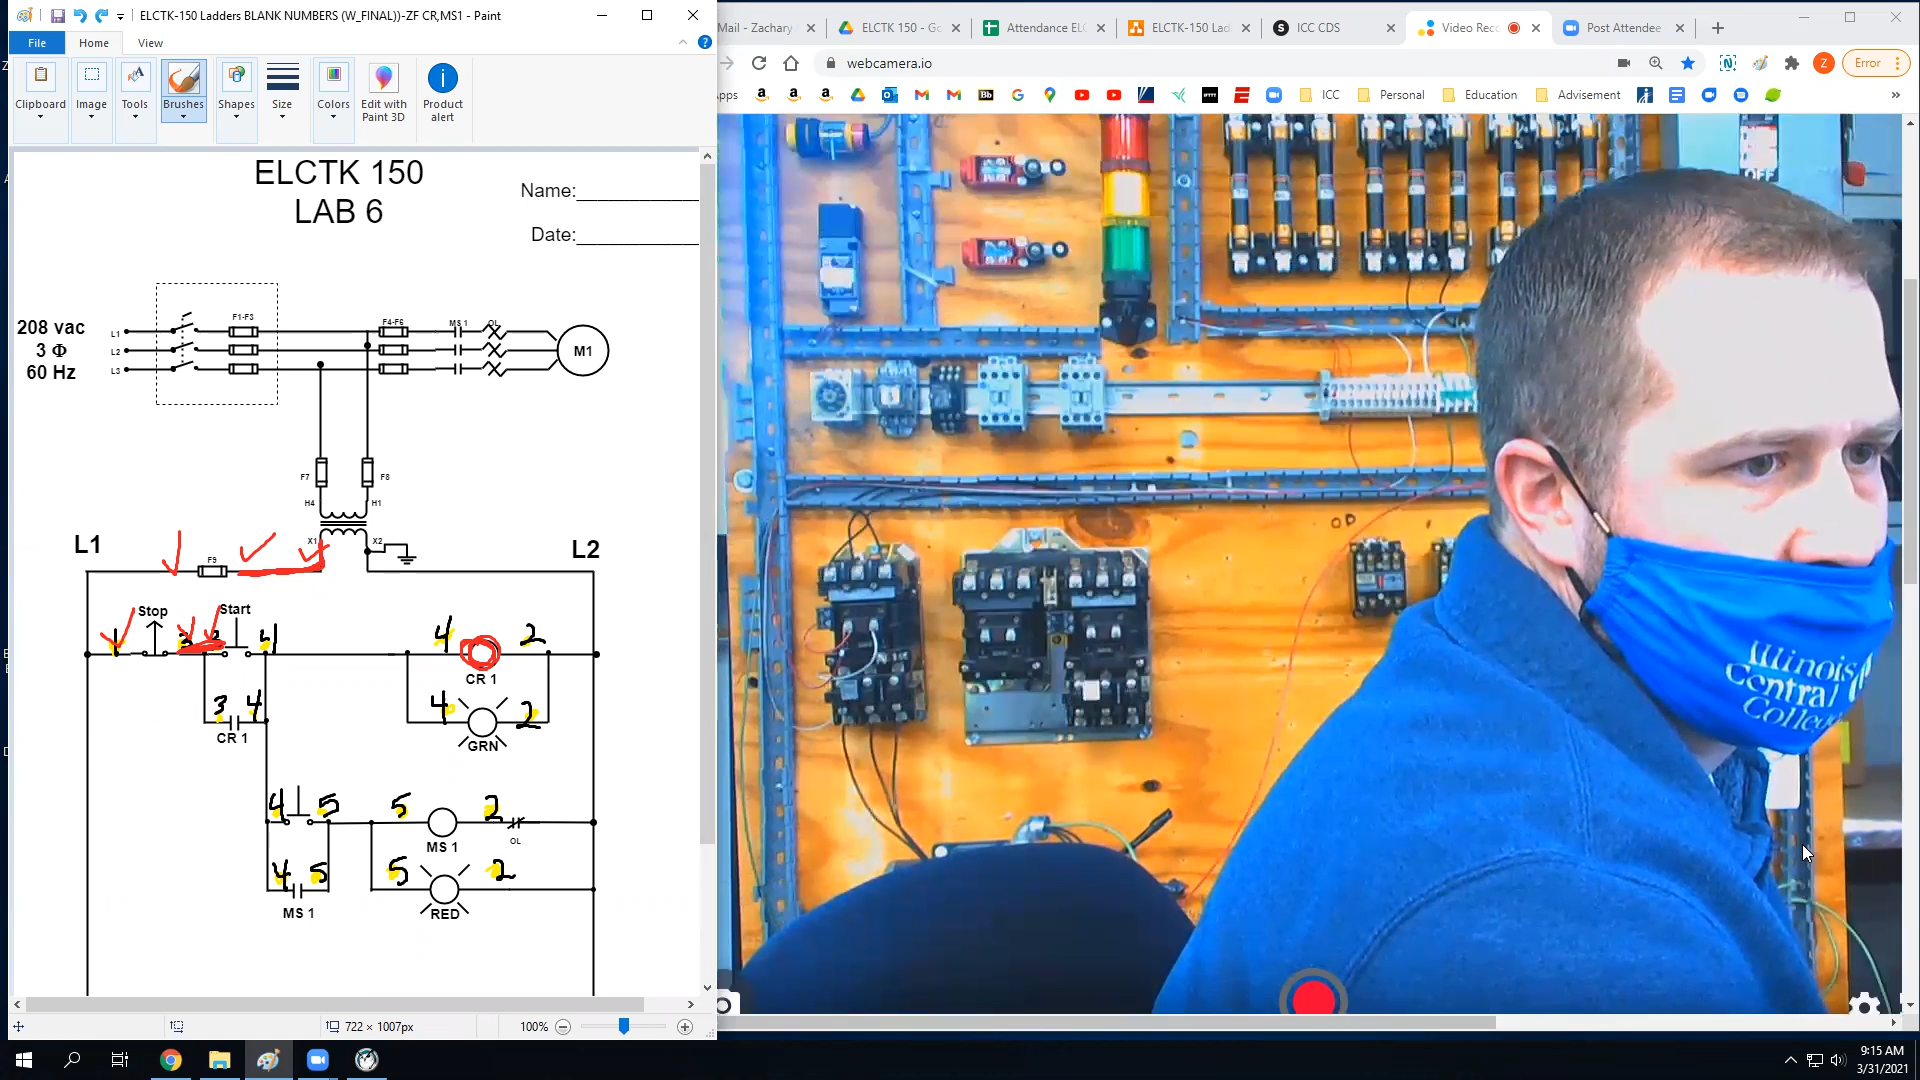 ELCTK-150 Ladders BLANK NUMBERS (W_FINAL))-ZF CR,MS1 - Paint
File Home View
Clipboard Image Tools Brushes Shapes Size Colors Edit with Paint 3D Product alert
ELCTK 150
LAB 6
Name:
Date:
208 vac
3 Φ
60 Hz
L1
L2
L3
F1-F3
F4-F6
MS 1
OL
M1
F7
F8
H4
H1
X1
X2
L1
L2
F9
Stop
Start
1
4
4
2
CR 1
3
4
CR 1
4
2
GRN
4
5
5
2
MS 1
OL
4
5
MS 1
5
2
RED
722 × 1007px
100%
Mail - Zachary
ELCTK 150 - Go
Attendance ELC
ELCTK-150 Lad
ICC CDS
Video Rec
Post Attendee
webcamera.io
Z
Error
Apps
ICC Personal Education Advisement
OFF
Illinois
Central
College
9:15 AM
3/31/2021